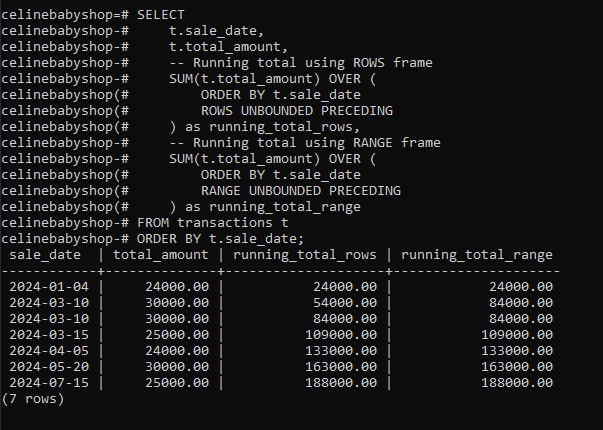 celinebabyshop=# SELECT
celinebabyshop-#     t.sale_date,
celinebabyshop-#     t.total_amount,
celinebabyshop-#     -- Running total using ROWS frame
celinebabyshop-#     SUM(t.total_amount) OVER (
celinebabyshop(#         ORDER BY t.sale_date
celinebabyshop(#         ROWS UNBOUNDED PRECEDING
celinebabyshop(#     ) as running_total_rows,
celinebabyshop-#     -- Running total using RANGE frame
celinebabyshop-#     SUM(t.total_amount) OVER (
celinebabyshop(#         ORDER BY t.sale_date
celinebabyshop(#         RANGE UNBOUNDED PRECEDING
celinebabyshop(#     ) as running_total_range
celinebabyshop-# FROM transactions t
celinebabyshop-# ORDER BY t.sale_date;
 sale_date  | total_amount | running_total_rows | running_total_range
------------+--------------+--------------------+---------------------
 2024-01-04 |     24000.00 |           24000.00 |            24000.00
 2024-03-10 |     30000.00 |           54000.00 |            84000.00
 2024-03-10 |     30000.00 |           84000.00 |            84000.00
 2024-03-15 |     25000.00 |          109000.00 |           109000.00
 2024-04-05 |     24000.00 |          133000.00 |           133000.00
 2024-05-20 |     30000.00 |          163000.00 |           163000.00
 2024-07-15 |     25000.00 |          188000.00 |           188000.00
(7 rows)